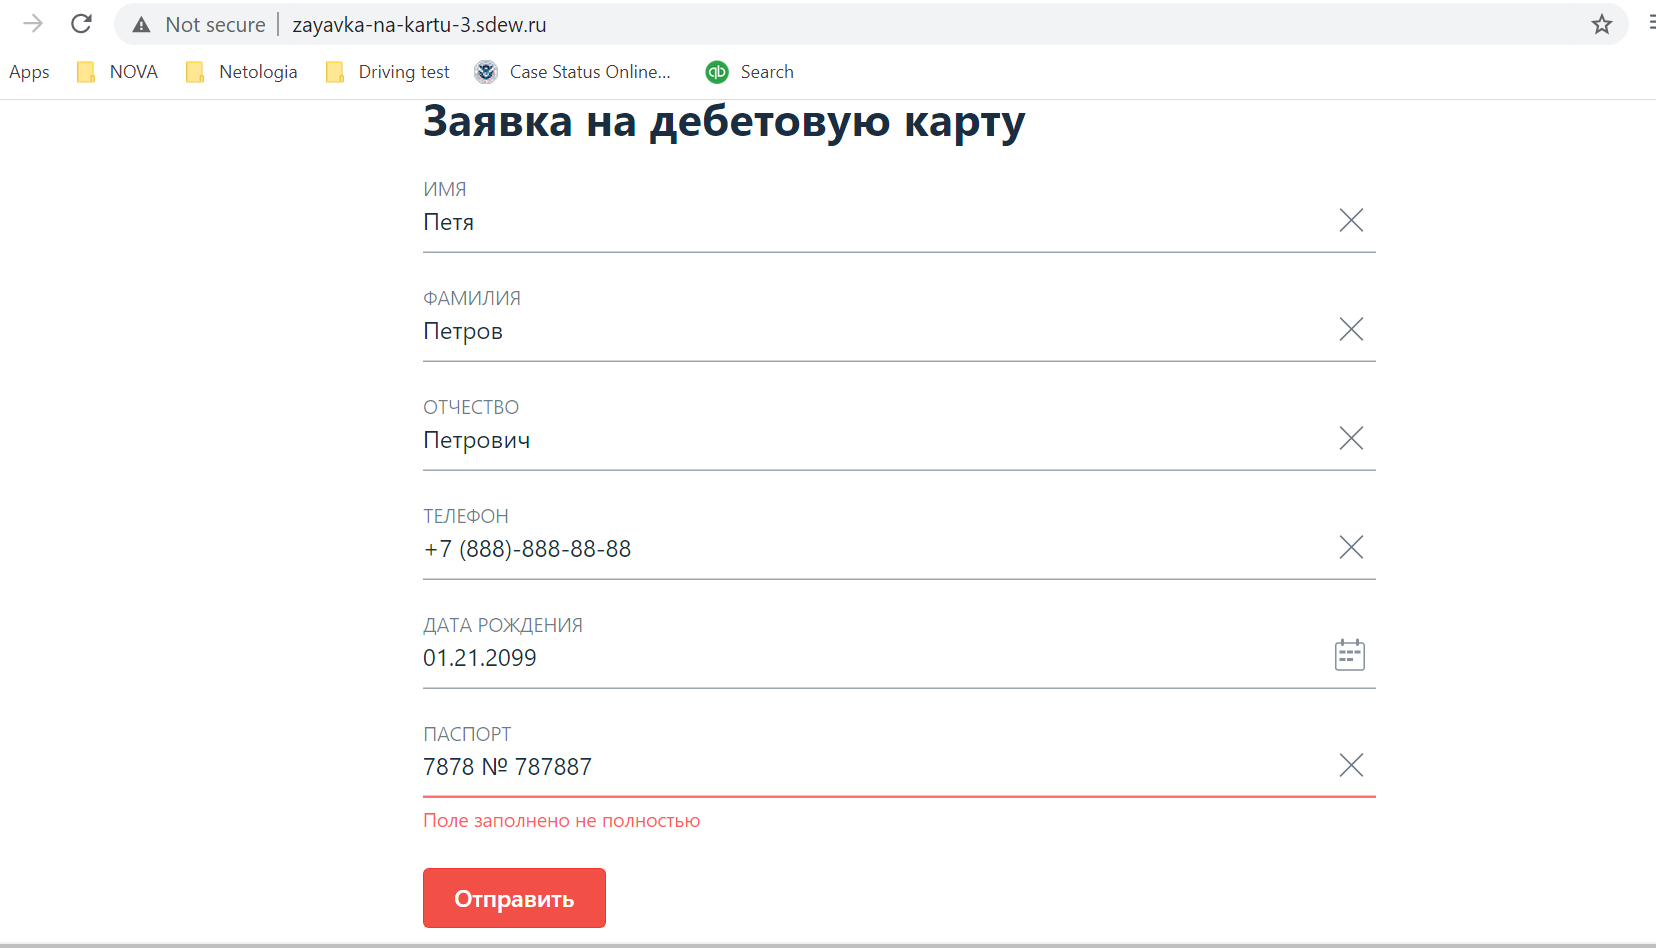 Not secure | zayavka-na-kartu-3.sdew.ru
Apps NOVA Netologia Driving test Case Status Online... qb Search
Заявка на дебетовую карту
ИМЯ
Петя
ФАМИЛИЯ
Петров
ОТЧЕСТВО
Петрович
ТЕЛЕФОН
+7 (888)-888-88-88
ДАТА РОЖДЕНИЯ
01.21.2099
ПАСПОРТ
7878 № 787887
Поле заполнено не полностью
Отправить